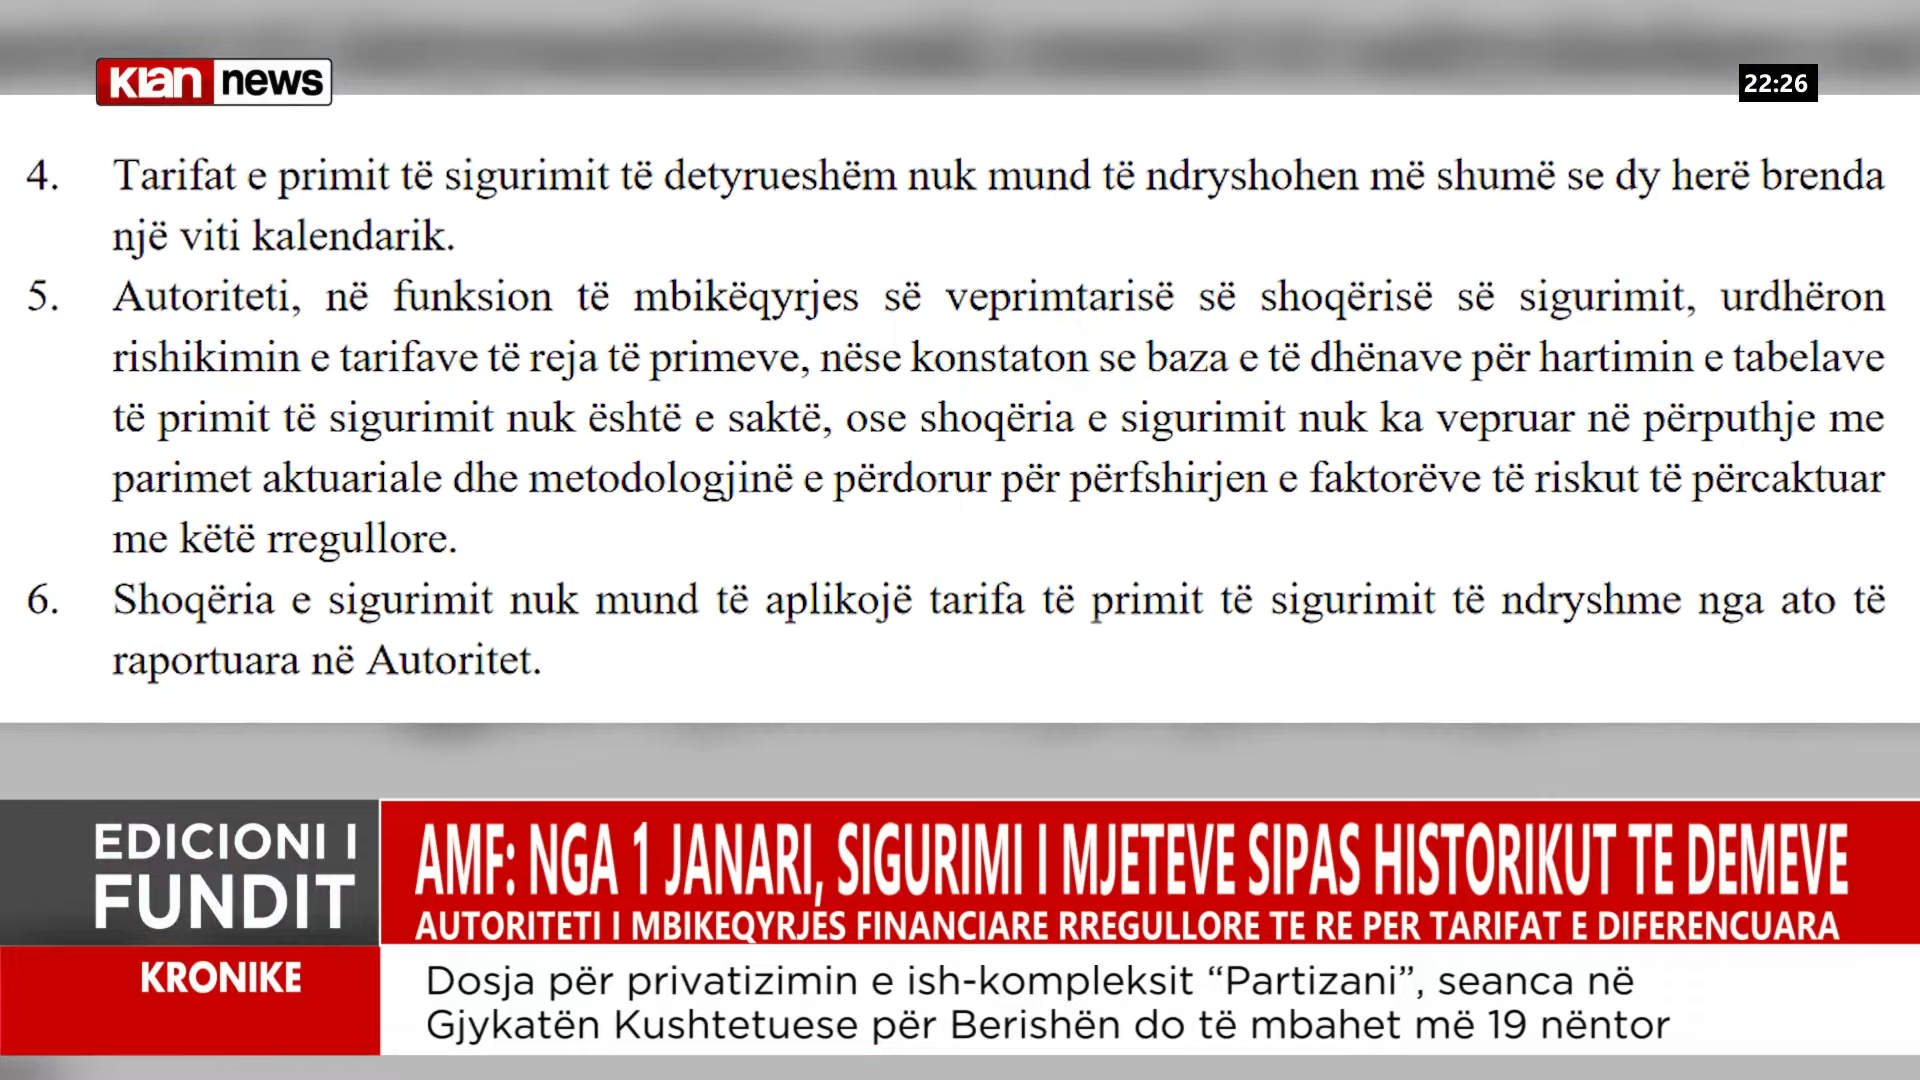 Klan news
22:26
4. Tarifat e primit të sigurimit të detyrueshëm nuk mund të ndryshohen më shumë se dy herë brenda
një viti kalendarik.
5. Autoriteti, në funksion të mbikëqyrjes së veprimtarisë së shoqërisë së sigurimit, urdhëron
rishikimin e tarifave të reja të primeve, nëse konstaton se baza e të dhënave për hartimin e tabelave
të primit të sigurimit nuk është e saktë, ose shoqëria e sigurimit nuk ka vepruar në përputhje me
parimet aktuariale dhe metodologjinë e përdorur për përfshirjen e faktorëve të riskut të përcaktuar
me këtë rregullore.
6. Shoqëria e sigurimit nuk mund të aplikojë tarifa të primit të sigurimit të ndryshme nga ato të
raportuara në Autoritet.
EDICIONI I
FUNDIT
AMF: NGA 1 JANARI, SIGURIMI I MJETEVE SIPAS HISTORIKUT TE DEMEVE
AUTORITETI I MBIKEQYRJES FINANCIARE RREGULLORE TE RE PER TARIFAT E DIFERENCUARA
KRONIKE
Dosja për privatizimin e ish-kompleksit “Partizani”, seanca në
Gjykatën Kushtetuese për Berishën do të mbahet më 19 nëntor